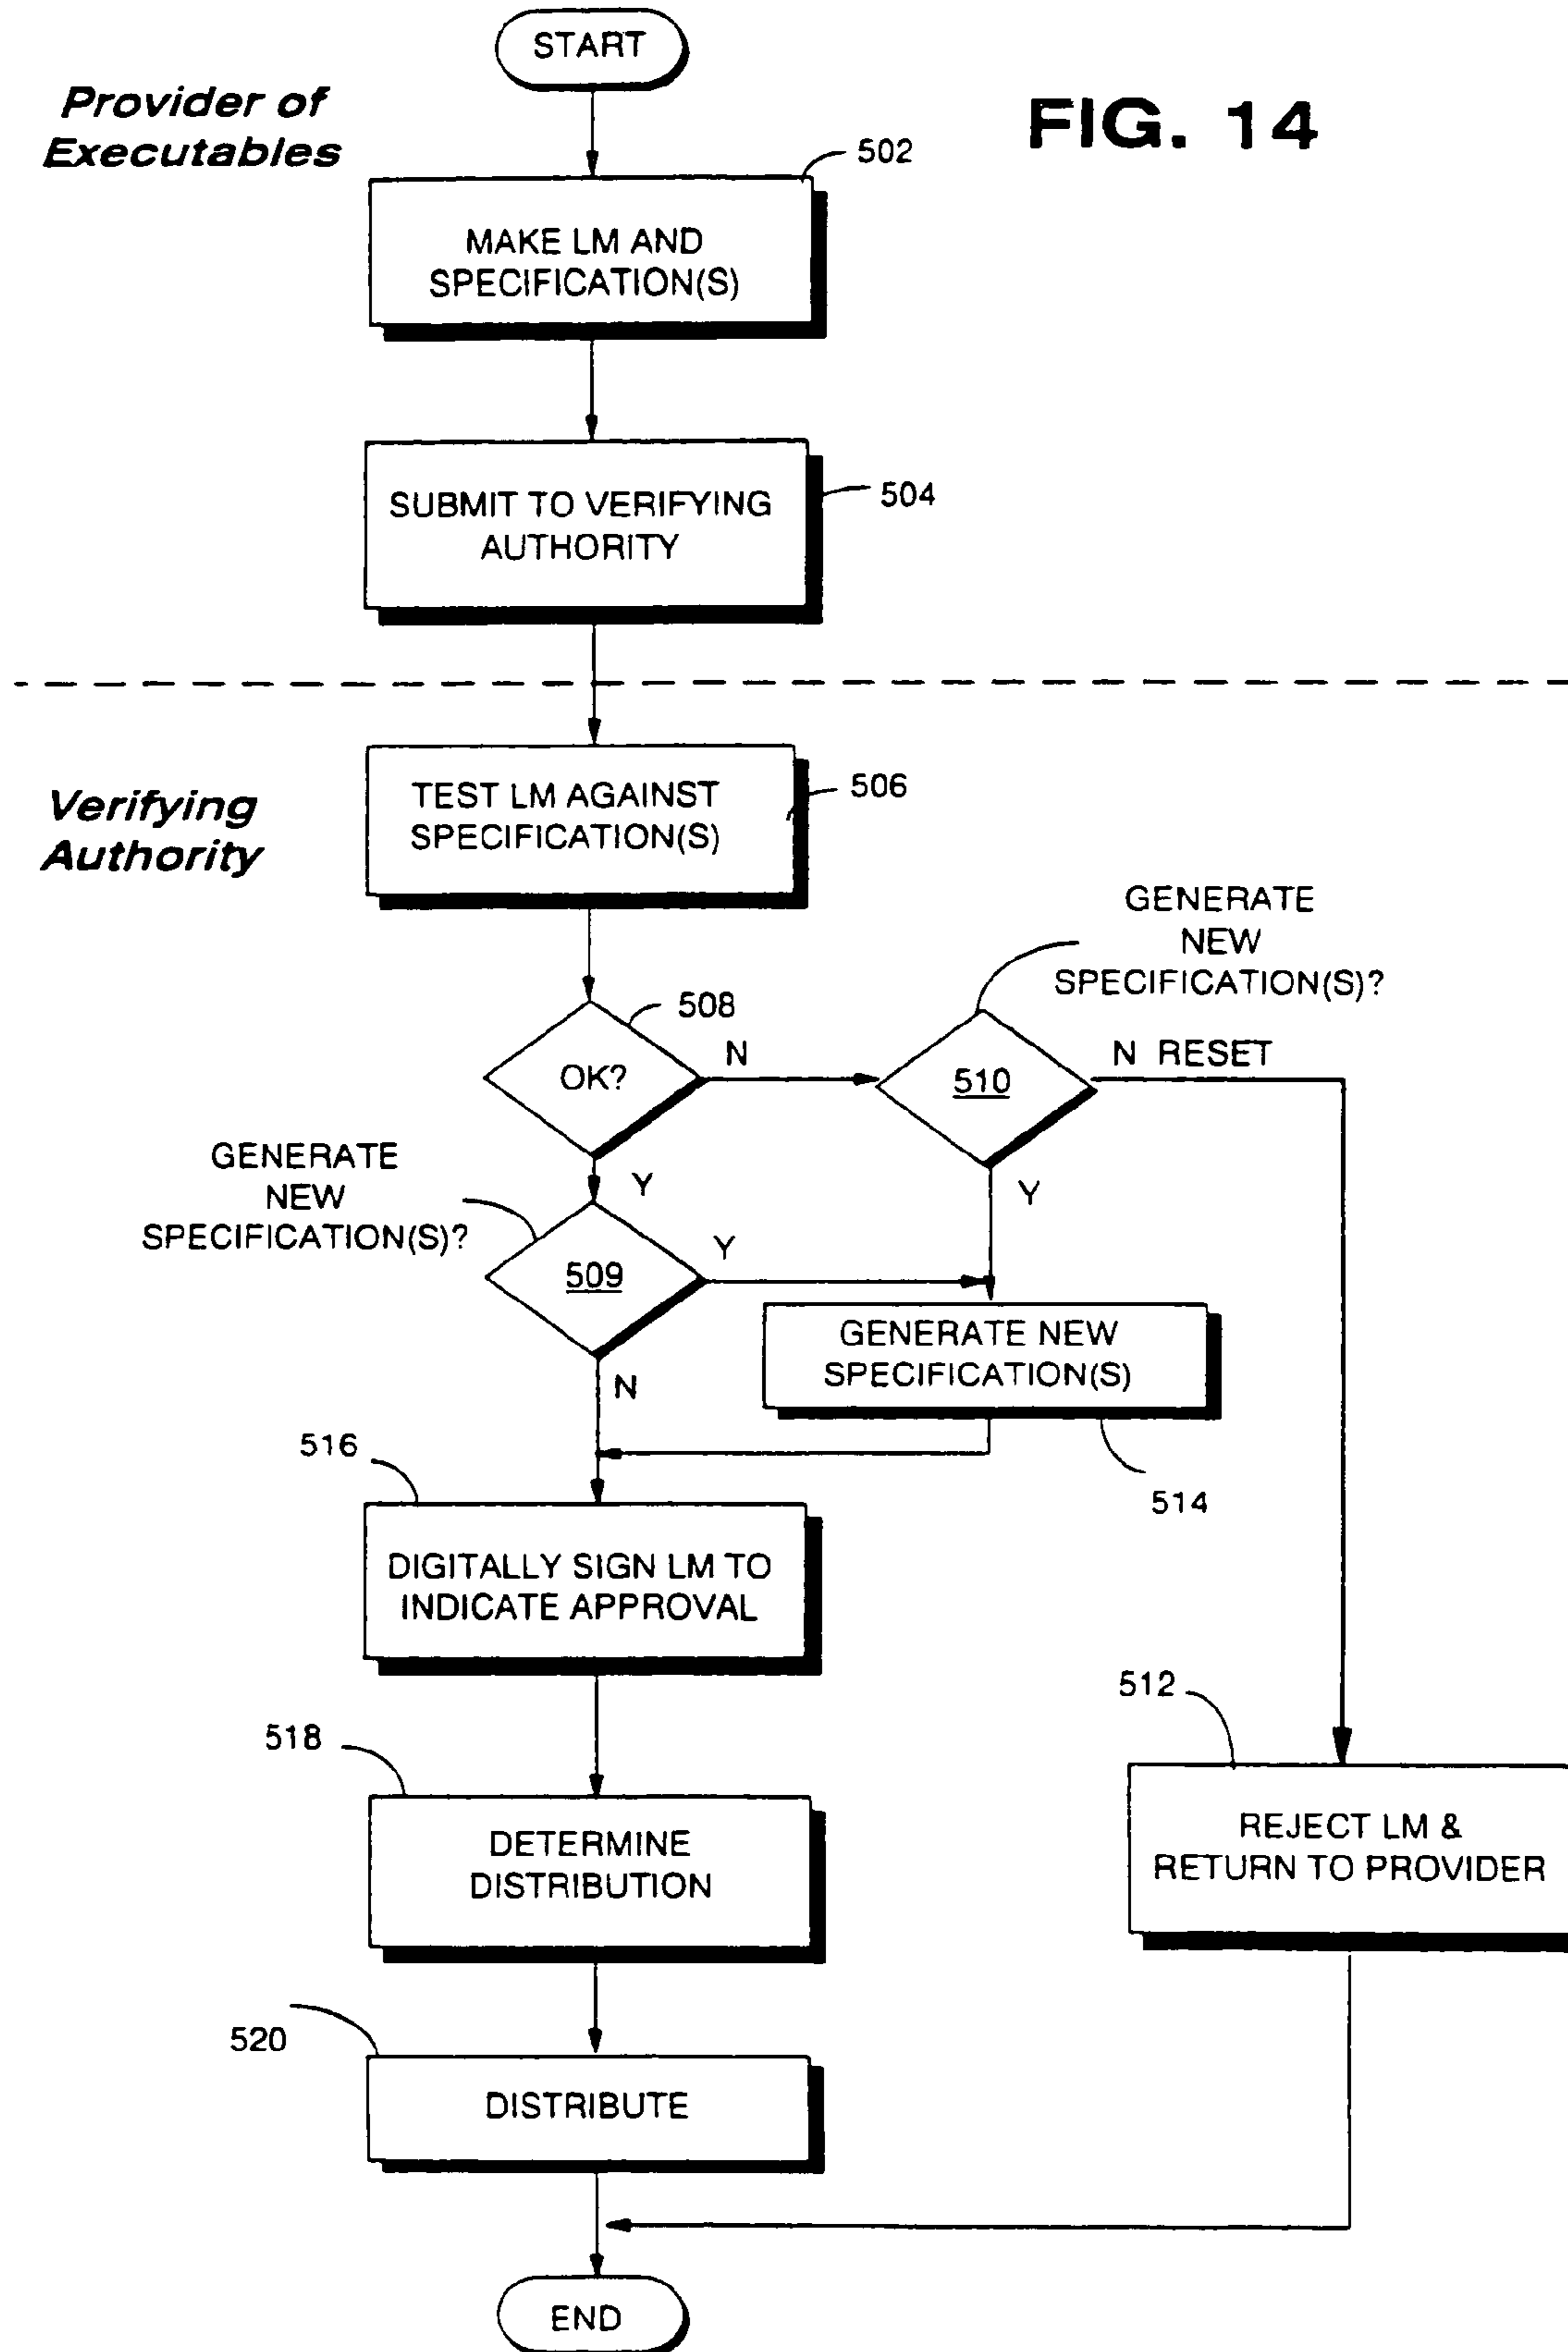 START
Provider of
Executables
FIG. 14
502
MAKE LM AND
SPECIFICATION(S)
SUBMIT TO VERIFYING
AUTHORITY
504
Verifying
Authority
TEST LM AGAINST
SPECIFICATION(S)
506
GENERATE
NEW
SPECIFICATION(S)?
508
OK?
N
510
N RESET
GENERATE
NEW
SPECIFICATION(S)?
Y
Y
509
Y
GENERATE NEW
SPECIFICATION(S)
N
516
514
DIGITALLY SIGN LM TO
INDICATE APPROVAL
518
512
DETERMINE
DISTRIBUTION
REJECT LM &
RETURN TO PROVIDER
520
DISTRIBUTE
END